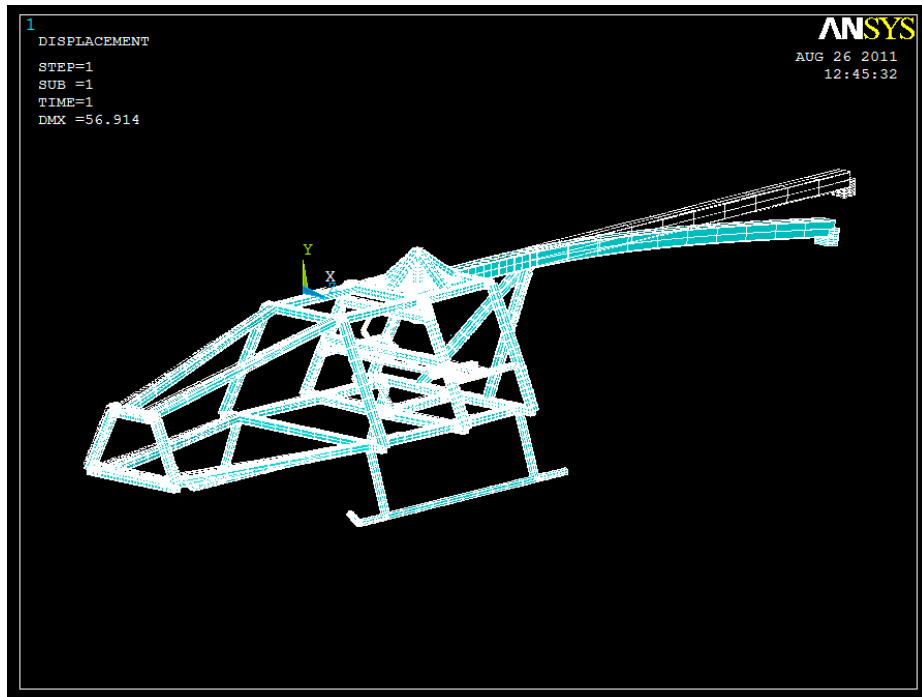 1
DISPLACEMENT
STEP=1
SUB =1
TIME=1
DMX =56.914
ANSYS
AUG 26 2011
12:45:32
Y
X